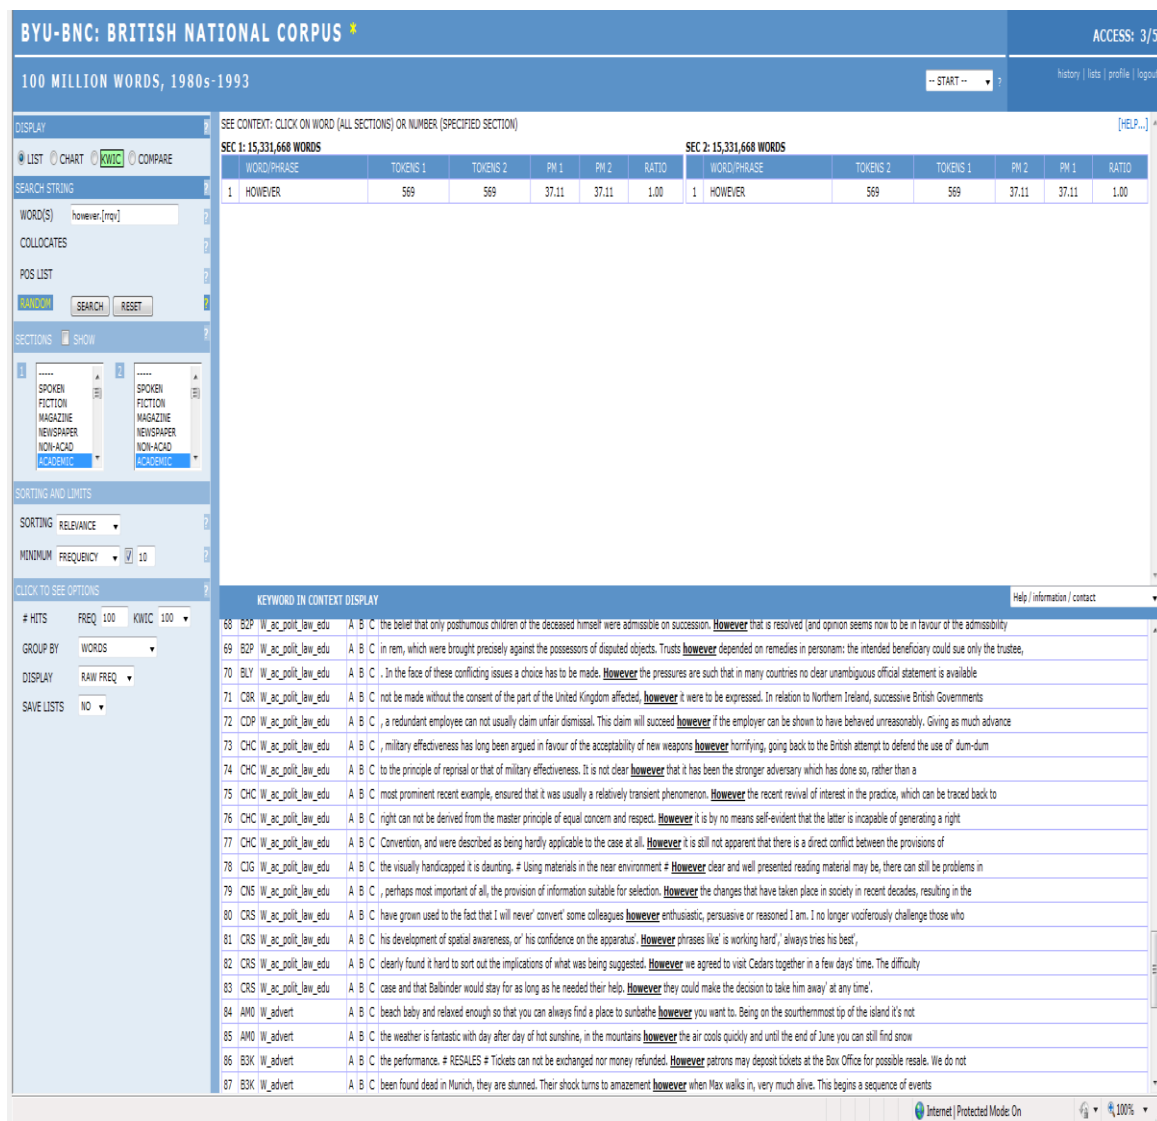 BYU-BNC: BRITISH NATIONAL CORPUS *
ACCESS: 3/5
100 MILLION WORDS, 1980s-1993
-- START -- ?
history | lists | profile | logout
DISPLAY ?
LIST CHART KWIC COMPARE
SEARCH STRING ?
WORD(S) however.[rrqv] ?
COLLOCATES ?
POS LIST ?
RANDOM SEARCH RESET ?
SECTIONS SHOW ?
1 2
----- -----
SPOKEN SPOKEN
FICTION FICTION
MAGAZINE MAGAZINE
NEWSPAPER NEWSPAPER
NON-ACAD NON-ACAD
ACADEMIC ACADEMIC
SORTING AND LIMITS
SORTING RELEVANCE ?
MINIMUM FREQUENCY 10 ?
CLICK TO SEE OPTIONS ?
# HITS FREQ 100 KWIC 100
GROUP BY WORDS
DISPLAY RAW FREQ
SAVE LISTS NO
SEE CONTEXT: CLICK ON WORD (ALL SECTIONS) OR NUMBER (SPECIFIED SECTION) [HELP...]
SEC 1: 15,331,668 WORDS SEC 2: 15,331,668 WORDS
WORD/PHRASE TOKENS 1 TOKENS 2 PM 1 PM 2 RATIO WORD/PHRASE TOKENS 2 TOKENS 1 PM 2 PM 1 RATIO
1 HOWEVER 569 569 37.11 37.11 1.00 1 HOWEVER 569 569 37.11 37.11 1.00
KEYWORD IN CONTEXT DISPLAY Help / information / contact
68 B2P W_ac_polit_law_edu A B C the belief that only posthumous children of the deceased himself were admissible on succession. However that is resolved (and opinion seems now to be in favour of the admissibility
69 B2P W_ac_polit_law_edu A B C in rem, which were brought precisely against the possessors of disputed objects. Trusts however depended on remedies in personam: the intended beneficiary could sue only the trustee,
70 BLY W_ac_polit_law_edu A B C . In the face of these conflicting issues a choice has to be made. However the pressures are such that in many countries no clear unambiguous official statement is available
71 C8R W_ac_polit_law_edu A B C not be made without the consent of the part of the United Kingdom affected, however it were to be expressed. In relation to Northern Ireland, successive British Governments
72 CDP W_ac_polit_law_edu A B C , a redundant employee can not usually claim unfair dismissal. This claim will succeed however if the employer can be shown to have behaved unreasonably. Giving as much advance
73 CHC W_ac_polit_law_edu A B C , military effectiveness has long been argued in favour of the acceptability of new weapons however horrifying, going back to the British attempt to defend the use of' dum-dum
74 CHC W_ac_polit_law_edu A B C to the principle of reprisal or that of military effectiveness. It is not clear however that it has been the stronger adversary which has done so, rather than a
75 CHC W_ac_polit_law_edu A B C most prominent recent example, ensured that it was usually a relatively transient phenomenon. However the recent revival of interest in the practice, which can be traced back to
76 CHC W_ac_polit_law_edu A B C right can not be derived from the master principle of equal concern and respect. However it is by no means self-evident that the latter is incapable of generating a right
77 CHC W_ac_polit_law_edu A B C Convention, and were described as being hardly applicable to the case at all. However it is still not apparent that there is a direct conflict between the provisions of
78 CJG W_ac_polit_law_edu A B C the visually handicapped it is daunting. # Using materials in the near environment # However clear and well presented reading material may be, there can still be problems in
79 CN5 W_ac_polit_law_edu A B C , perhaps most important of all, the provision of information suitable for selection. However the changes that have taken place in society in recent decades, resulting in the
80 CRS W_ac_polit_law_edu A B C have grown used to the fact that I will never' convert' some colleagues however enthusiastic, persuasive or reasoned I am. I no longer vociferously challenge those who
81 CRS W_ac_polit_law_edu A B C his development of spatial awareness, or' his confidence on the apparatus'. However phrases like' is working hard',' always tries his best',
82 CRS W_ac_polit_law_edu A B C clearly found it hard to sort out the implications of what was being suggested. However we agreed to visit Cedars together in a few days' time. The difficulty
83 CRS W_ac_polit_law_edu A B C case and that Balbinder would stay for as long as he needed their help. However they could make the decision to take him away' at any time'.
84 AM0 W_advert A B C beach baby and relaxed enough so that you can always find a place to sunbathe however you want to. Being on the sourthernmost tip of the island it's not
85 AM0 W_advert A B C the weather is fantastic with day after day of hot sunshine, in the mountains however the air cools quickly and until the end of June you can still find snow
86 B3K W_advert A B C the performance. # RESALES # Tickets can not be exchanged nor money refunded. However patrons may deposit tickets at the Box Office for possible resale. We do not
87 B3K W_advert A B C been found dead in Munich, they are stunned. Their shock turns to amazement however when Max walks in, very much alive. This begins a sequence of events
Internet | Protected Mode: On 100%